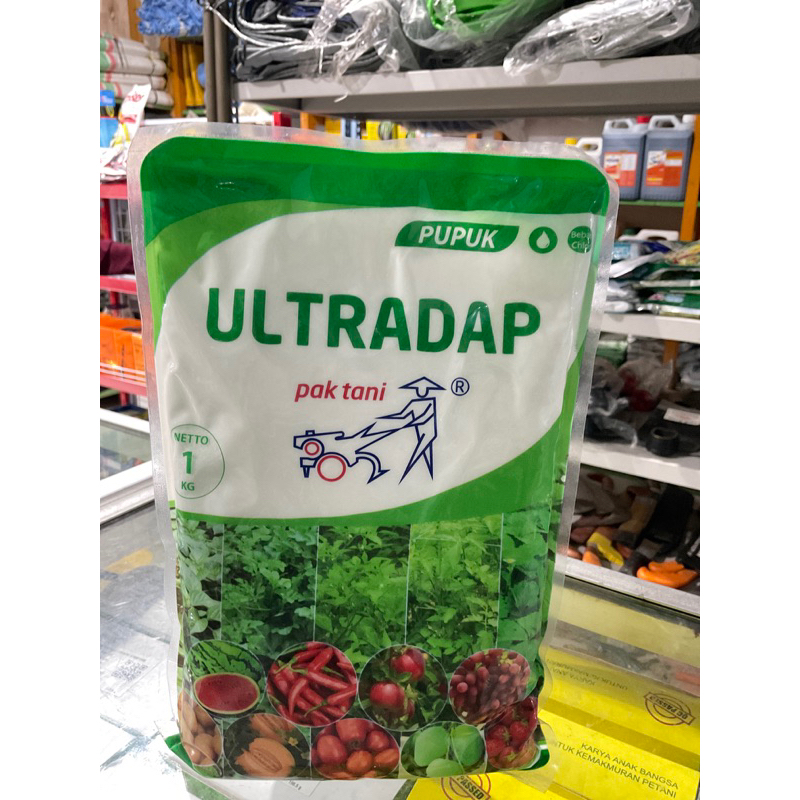 PUPUK
ULTRADAP
pak tani ®
NETTO
1
KG
KARYA ANAK BANGSA
UNTUK KEMAKMURAN PETANI